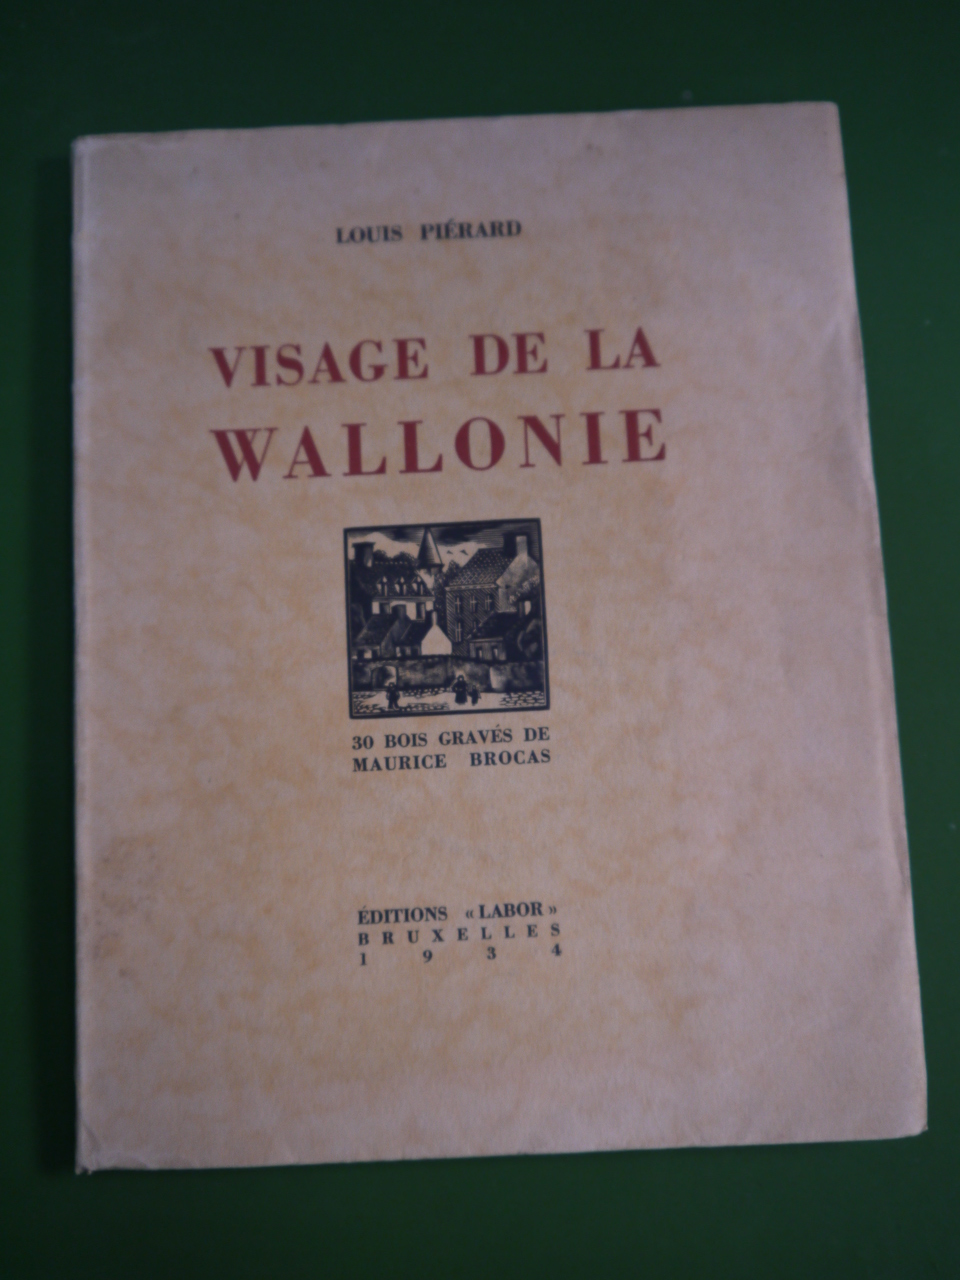 LOUIS PIÉRARD
VISAGE DE LA
WALLONIE
30 BOIS GRAVÉS DE
MAURICE BROCAS
ÉDITIONS «LABOR»
BRUXELLES
1934